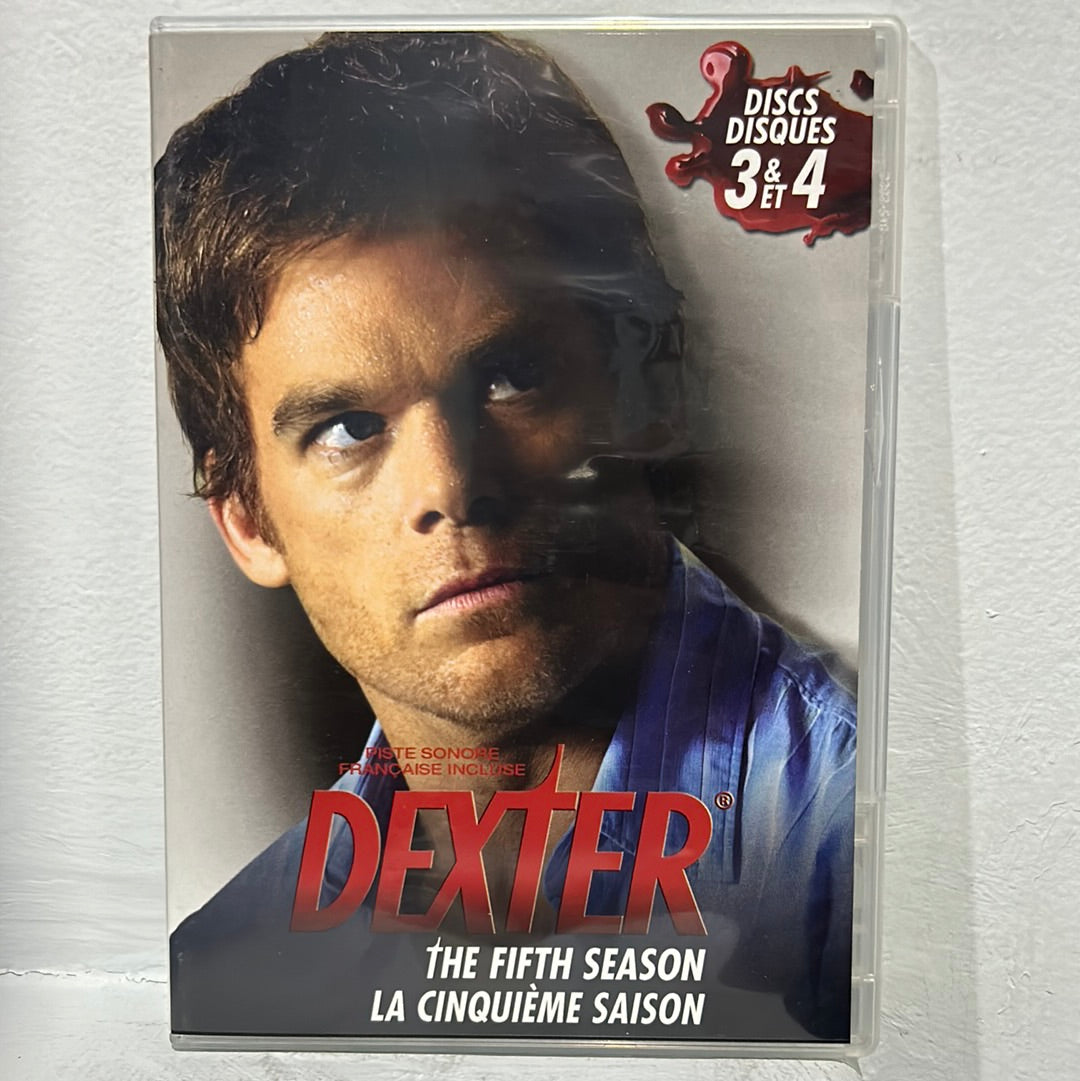 DISCS
DISQUES
3 & ET 4
PISTE SONORE
FRANÇAISE INCLUSE
DEXTER®
THE FIFTH SEASON
LA CINQUIÈME SAISON